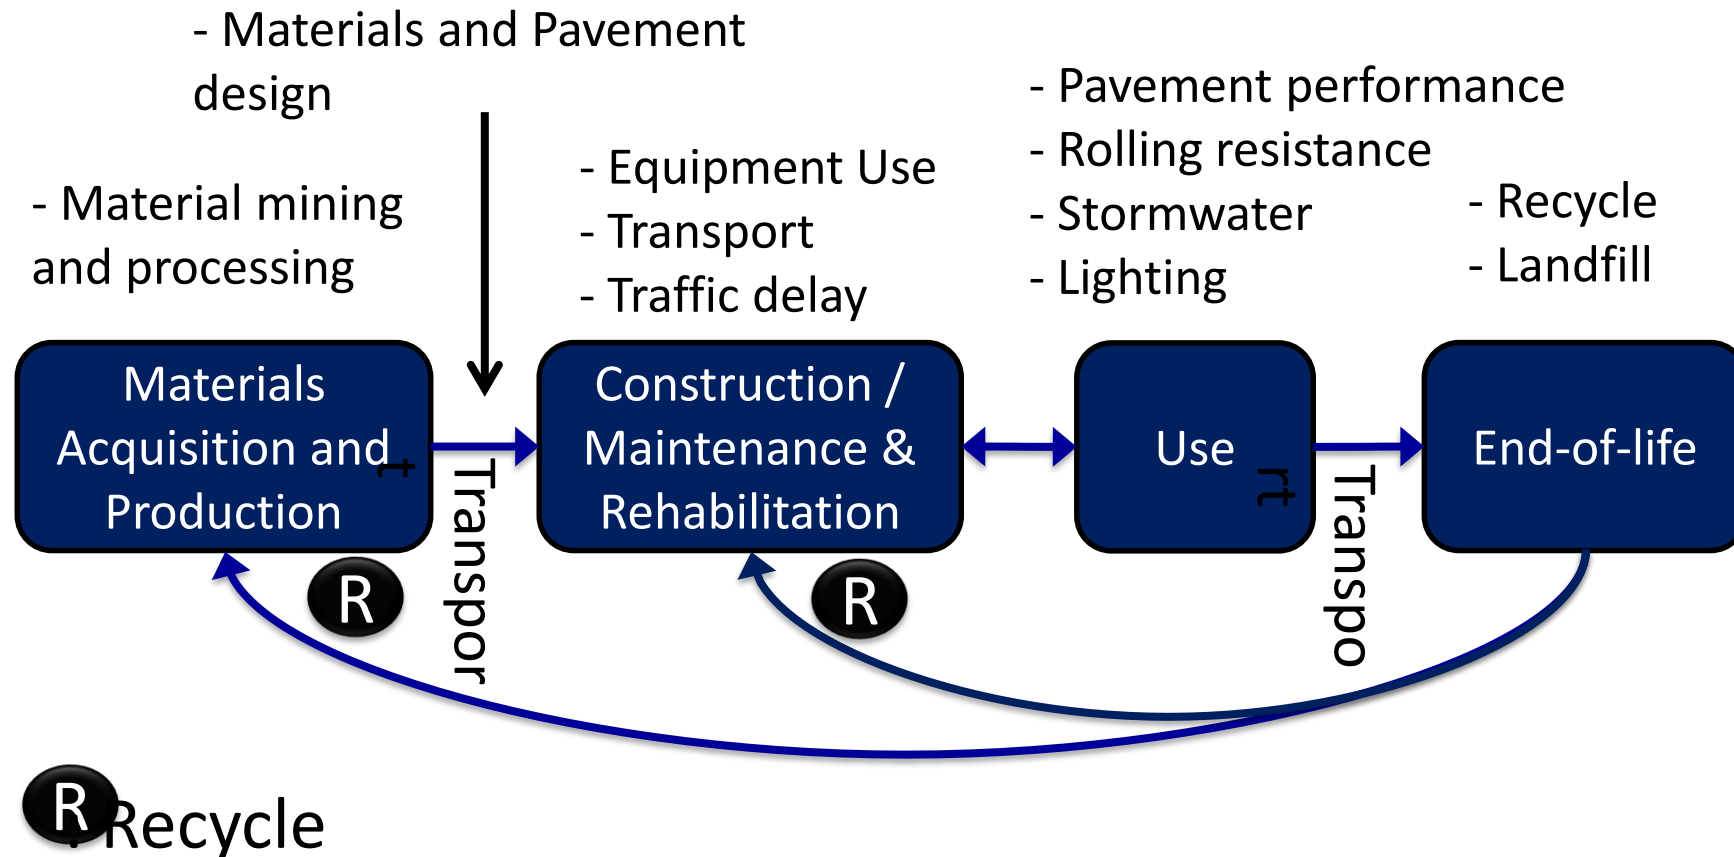 - Materials and Pavement
design
- Material mining
and processing
- Equipment Use
- Transport
- Traffic delay
- Pavement performance
- Rolling resistance
- Stormwater
- Lighting
- Recycle
- Landfill
Materials
Acquisition and
Production
Transpor
t
Construction /
Maintenance &
Rehabilitation
Use
Transpo
rt
End-of-life
R
R
R
: Recycle